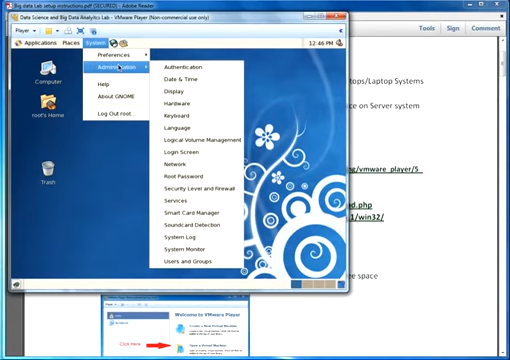 Big data Lab setup instructions.pdf (SECURED) - Adobe Reader
Data Science and Big Data Analytics Lab - VMware Player (Non-commercial use only)
Player
Tools
Sign
Comment
Applications
Places
System
12:46 PM
Preferences
Administration
Help
About GNOME
Log Out root
Authentication
Date & Time
Display
Hardware
Keyboard
Language
Logical Volume Management
Login Screen
Network
Root Password
Security Level and Firewall
Services
Smart Card Manager
Soundcard Detection
System Log
System Monitor
Users and Groups
Computer
root's Home
Trash
tops/Laptop Systems
ce on Server system
ng/vmware_player/5_
d.php
1/win32/
ee space
Welcome to VMware Player
Create a New Virtual Machine
Click Here
Open a Virtual Machine